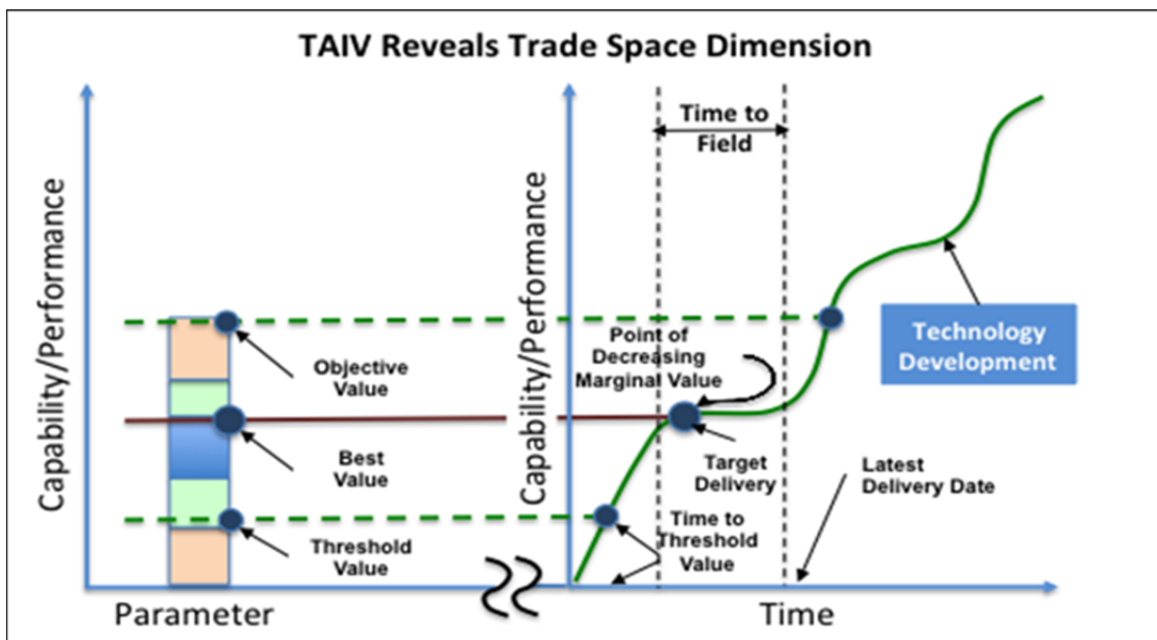 TAIV Reveals Trade Space Dimension
Capability/Performance
Objective
Value
Best
Value
Threshold
Value
Parameter
Capability/Performance
Time to
Field
Point of
Decreasing
Marginal Value
Technology
Development
Target
Delivery
Latest
Delivery Date
Time to
Threshold
Value
Time